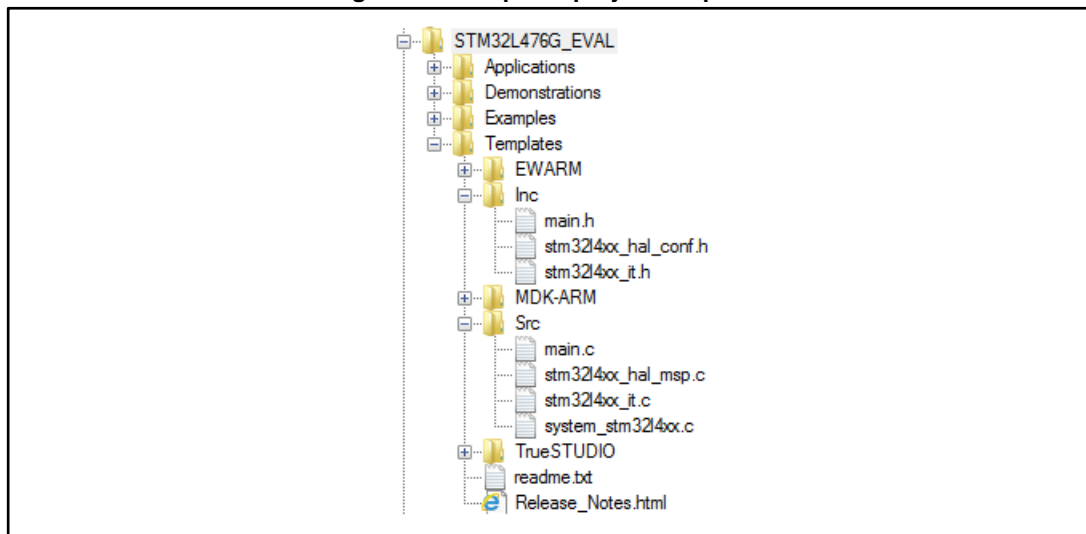 STM32L476G_EVAL
Applications
Demonstrations
Examples
Templates
EWARM
Inc
main.h
stm32l4xx_hal_conf.h
stm32l4xx_it.h
MDK-ARM
Src
main.c
stm32l4xx_hal_msp.c
stm32l4xx_it.c
system_stm32l4xx.c
TrueSTUDIO
readme.txt
Release_Notes.html